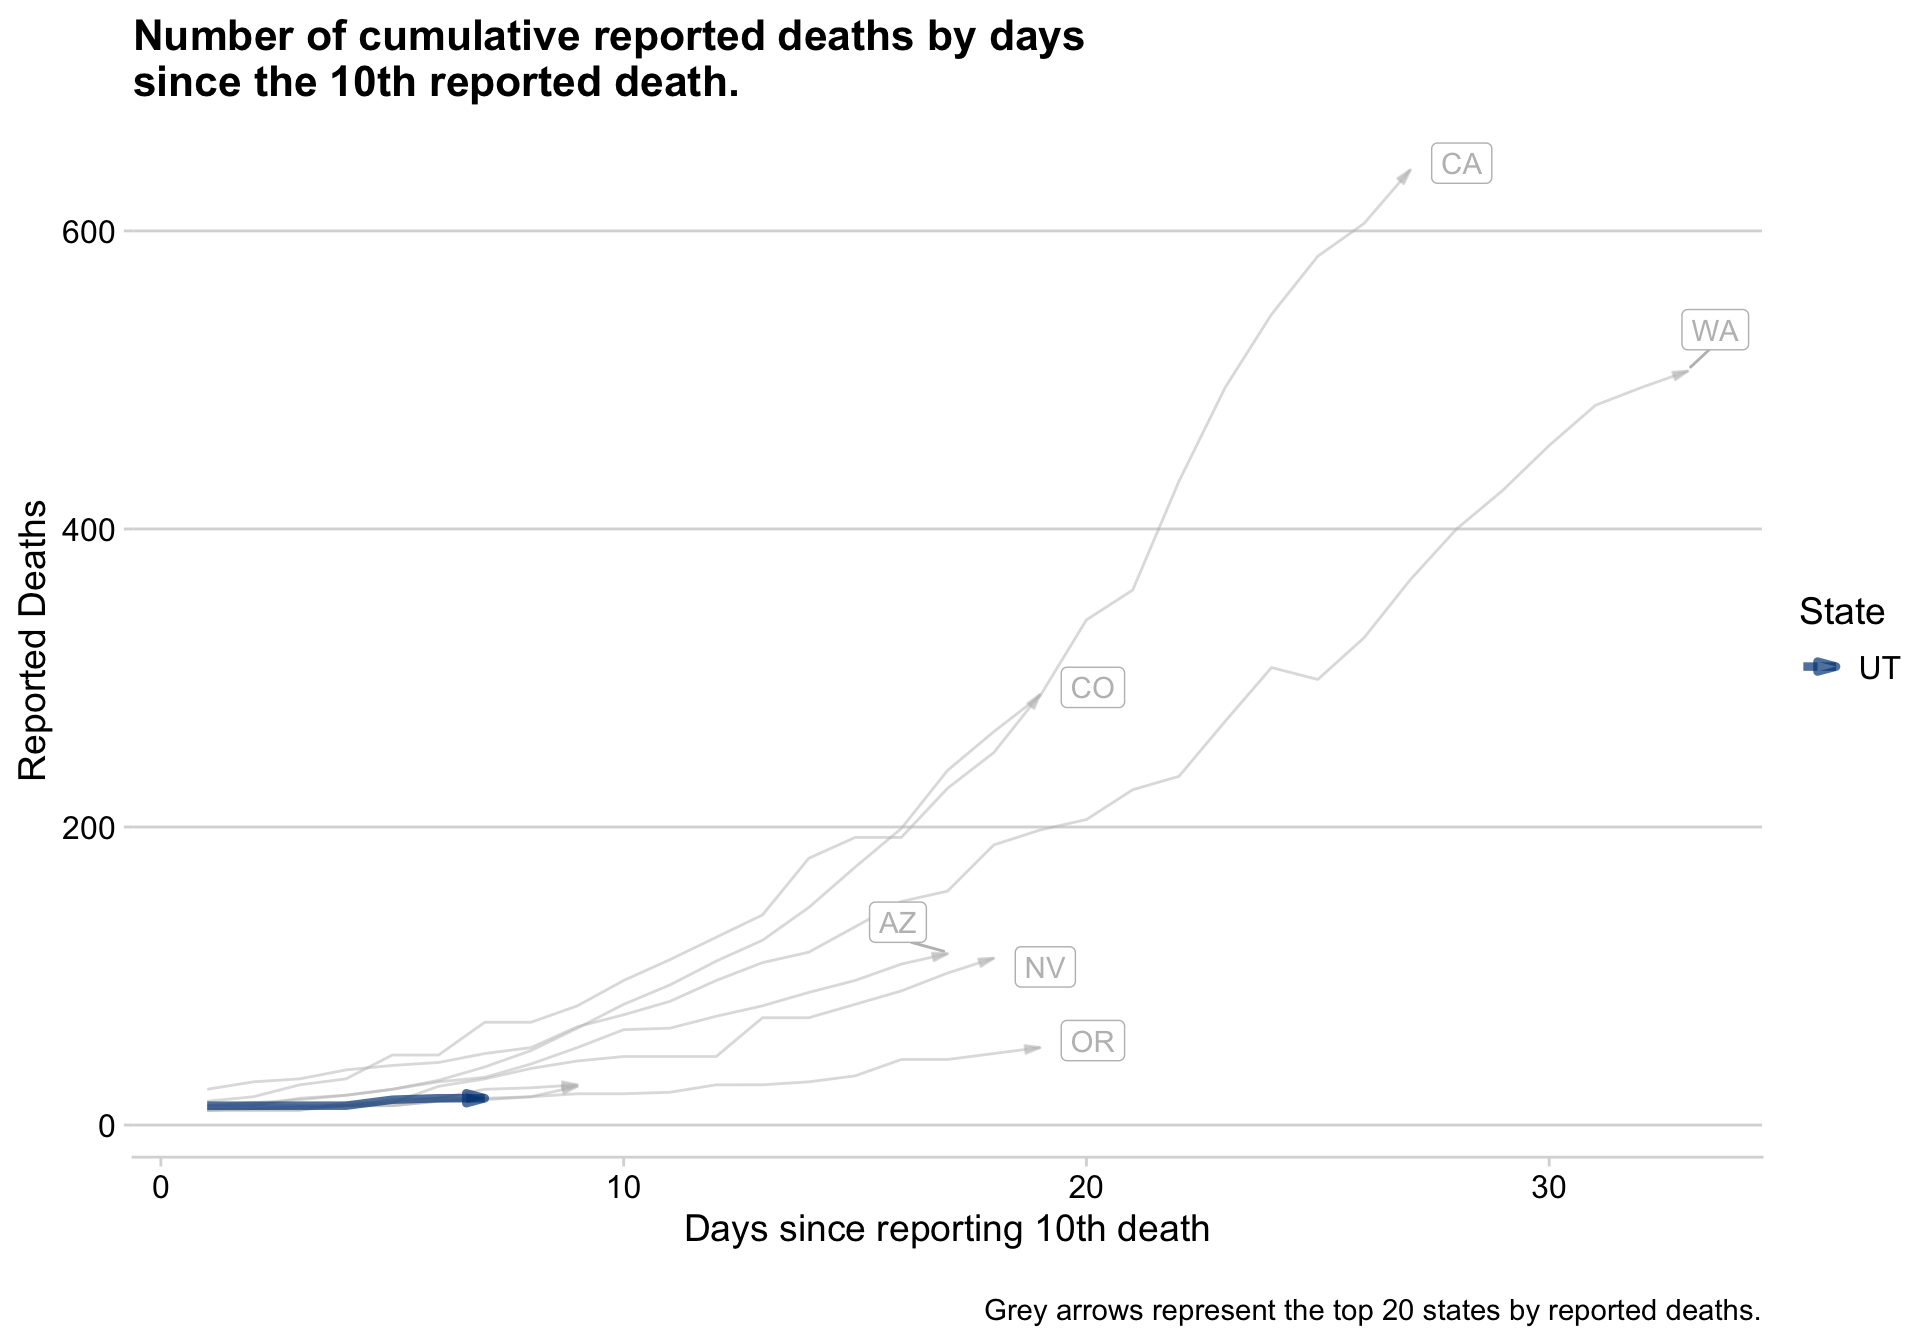 Number of cumulative reported deaths by days
since the 10th reported death.
CA
600
WA
Reported Deaths
400
State
UT
CO
200
AZ
NV
OR
0
0 10 20 30
Days since reporting 10th death
Grey arrows represent the top 20 states by reported deaths.